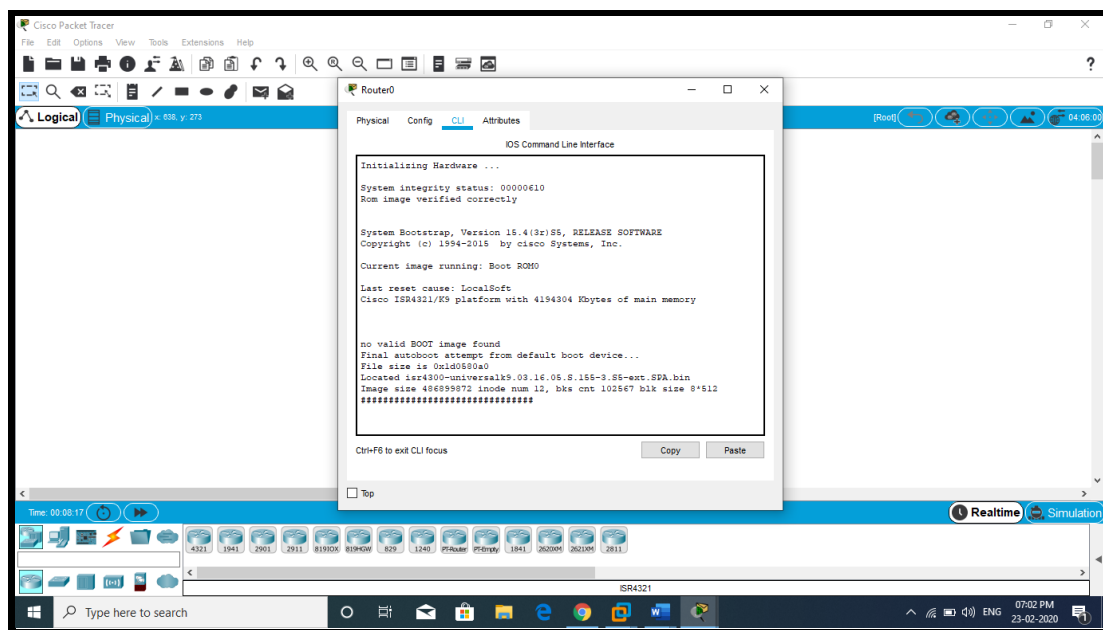 Cisco Packet Tracer
File Edit Options View Tools Extensions Help
?
Logical
Physical
x: 638, y: 273
[Root]
04:06:00
Router0
Physical Config CLI Attributes
IOS Command Line Interface
Initializing Hardware ...
System integrity status: 00000610
Rom image verified correctly
System Bootstrap, Version 15.4(3r)S5, RELEASE SOFTWARE
Copyright (c) 1994-2015 by cisco Systems, Inc.
Current image running: Boot ROM0
Last reset cause: LocalSoft
Cisco ISR4321/K9 platform with 4194304 Kbytes of main memory
no valid BOOT image found
Final autoboot attempt from default boot device...
File size is 0x1d0580a0
Located isr4300-universalk9.03.16.05.S.155-3.S5-ext.SPA.bin
Image size 486899872 inode num 12, bks cnt 102567 blk size 8*512
###############################
Ctrl+F6 to exit CLI focus
Copy
Paste
Top
Time: 00:08:17
Realtime
Simulation
4321 1941 2901 2911 819IOX 819HGW 829 1240 PT-Router PT-Empty 1841 2620XM 2621XM 2811
ISR4321
Type here to search
ENG
07:02 PM
23-02-2020